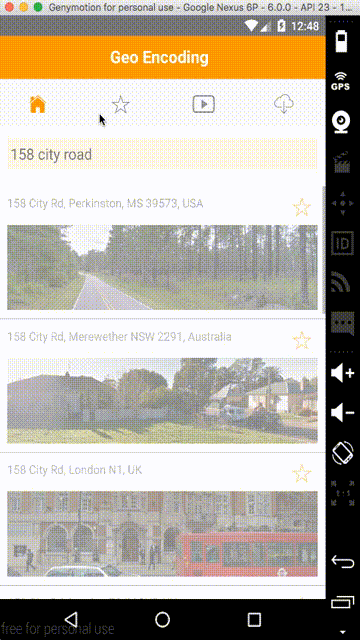 Genymotion for personal use - Google Nexus 6P - 6.0.0 - API 23 - 1...
12:48
Geo Encoding
GPS
158 city road
158 City Rd, Perkinston, MS 39573, USA
ID
158 City Rd, Merewether NSW 2291, Australia
158 City Rd, London N1, UK
1:1
free for personal use